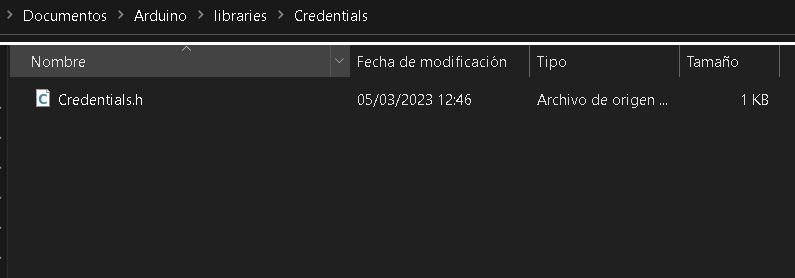 Documentos > Arduino > libraries > Credentials
Nombre Fecha de modificación Tipo Tamaño
Credentials.h 05/03/2023 12:46 Archivo de origen ... 1 KB